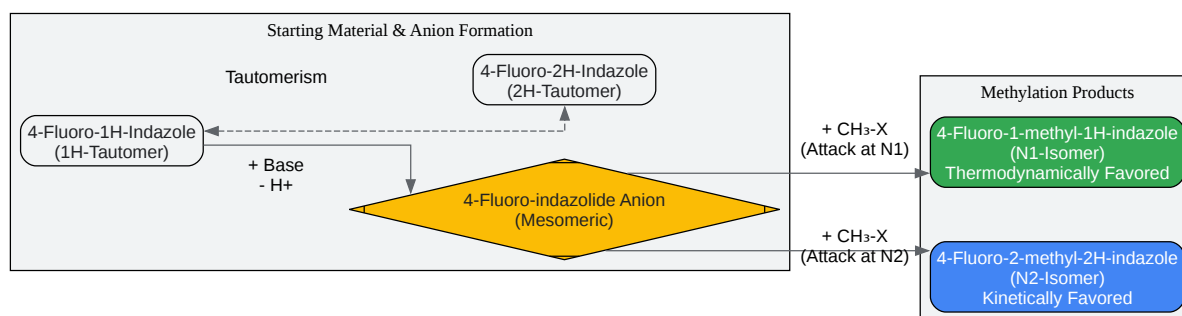 Starting Material & Anion Formation
Tautomerism
4-Fluoro-2H-Indazole
(2H-Tautomer)
4-Fluoro-1H-Indazole
(1H-Tautomer)
+ Base
- H+
4-Fluoro-indazolide Anion
(Mesomeric)
+ CH₃-X
(Attack at N1)
+ CH₃-X
(Attack at N2)
Methylation Products
4-Fluoro-1-methyl-1H-indazole
(N1-Isomer)
Thermodynamically Favored
4-Fluoro-2-methyl-2H-indazole
(N2-Isomer)
Kinetically Favored